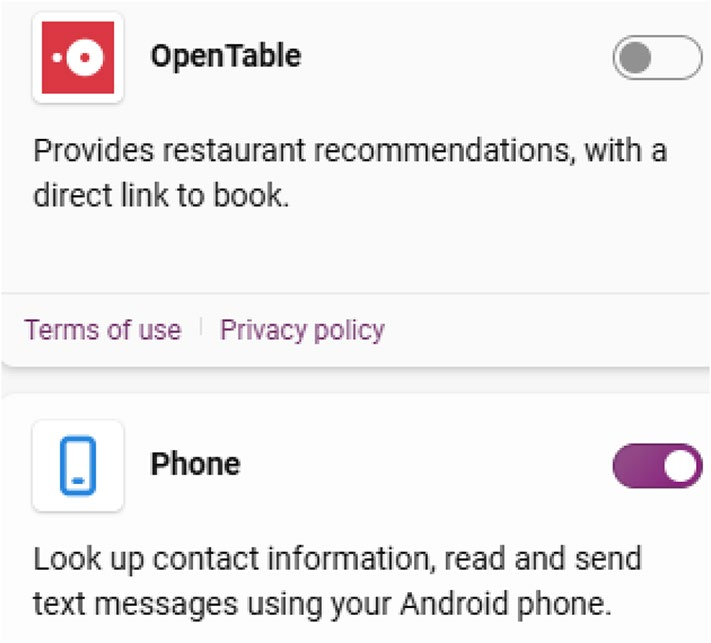 OpenTable
Provides restaurant recommendations, with a
direct link to book.
Terms of use | Privacy policy
Phone
Look up contact information, read and send
text messages using your Android phone.